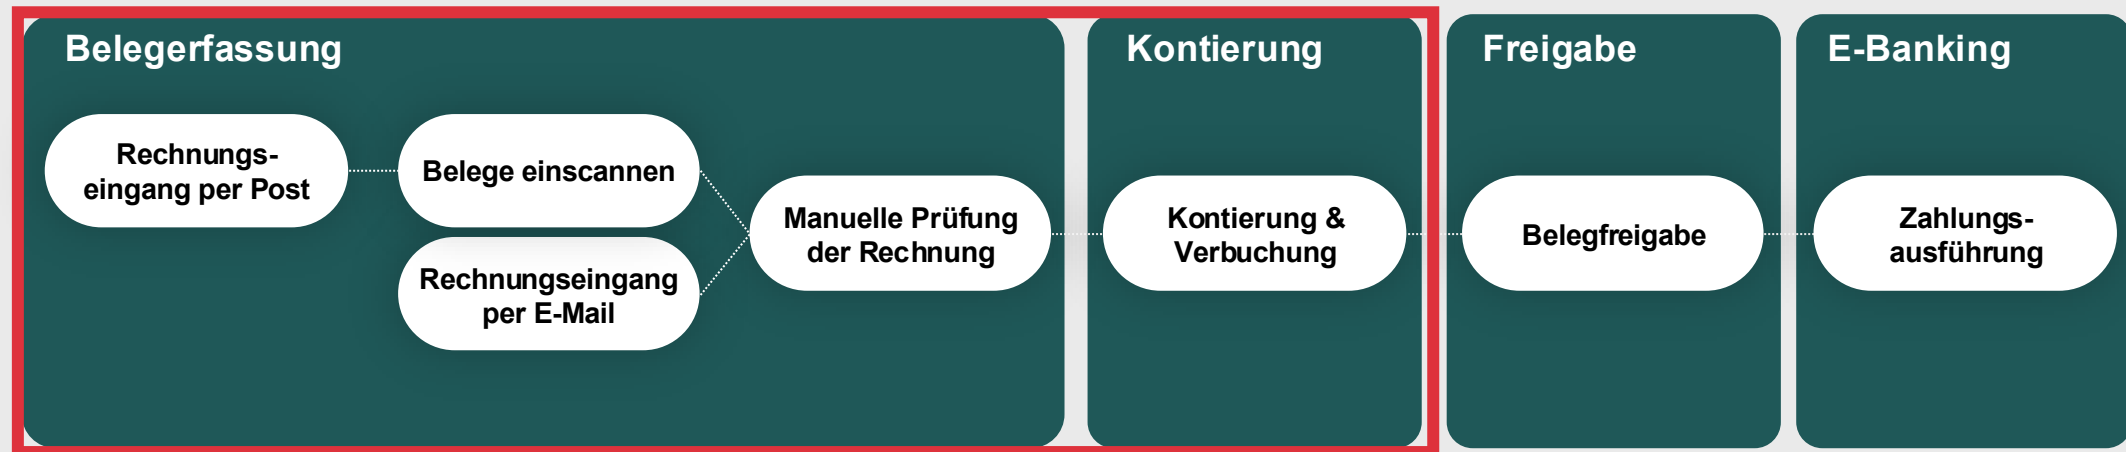 Belegerfassung
Rechnungs-
eingang per Post
Belege einscannen
Rechnungseingang
per E-Mail
Manuelle Prüfung
der Rechnung
Kontierung
Kontierung &
Verbuchung
Freigabe
Belegfreigabe
E-Banking
Zahlungs-
ausführung